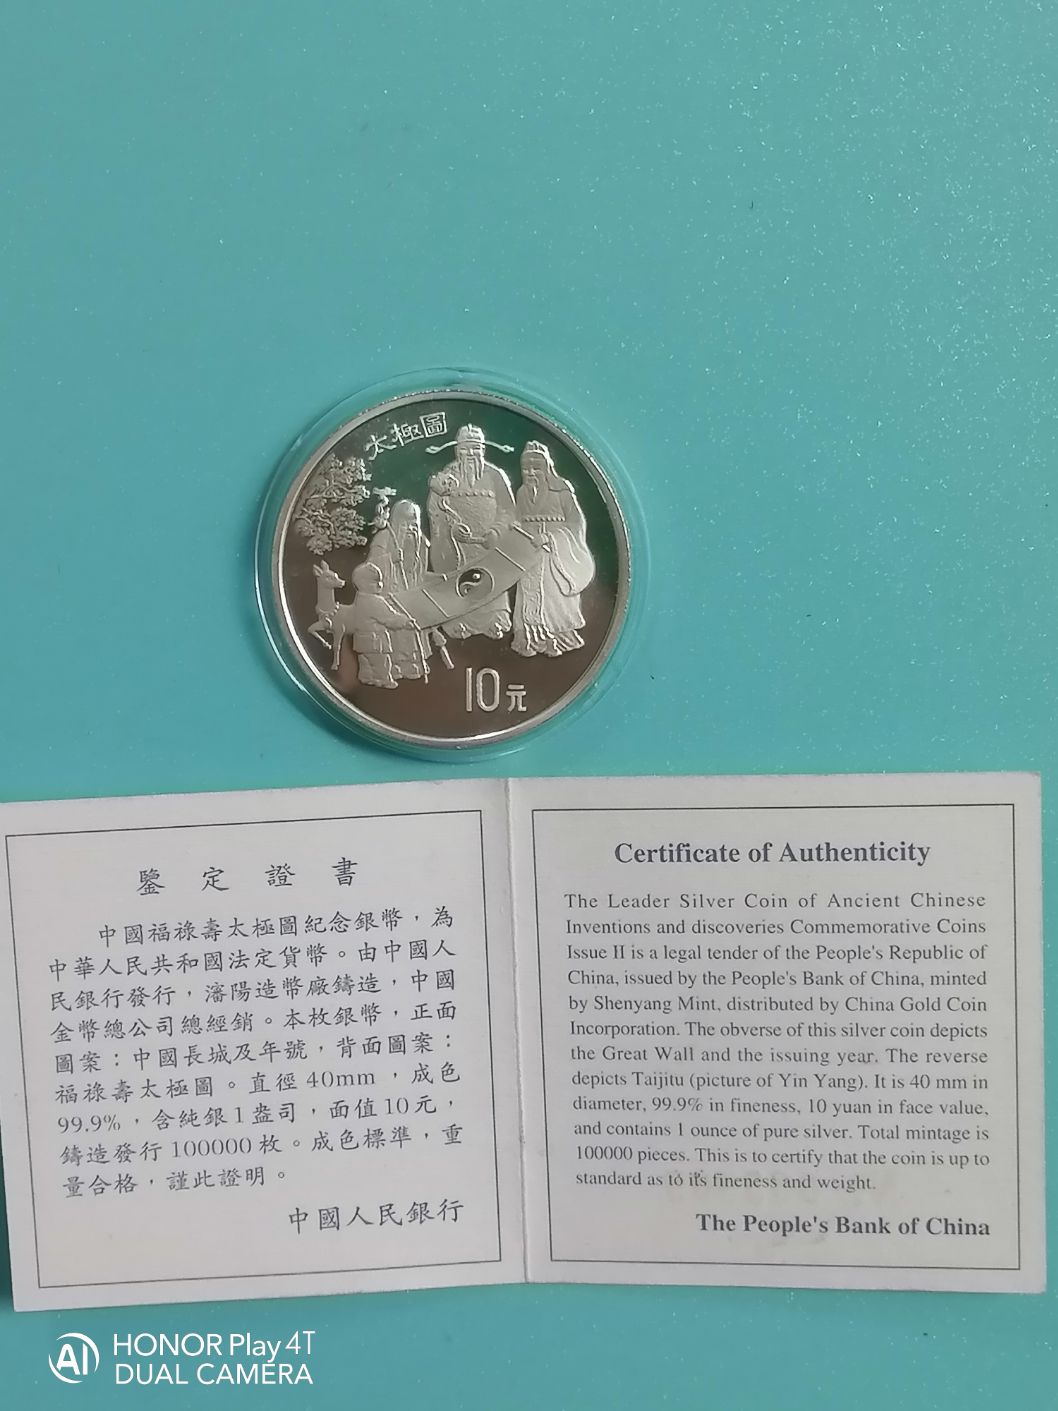 太極圖
10元
鑒定證書
中國福祿壽太極圖紀念銀幣，為
中華人民共和國法定貨幣。由中國人
民銀行發行，瀋陽造幣廠鑄造，中國
金幣總公司總經銷。本枚銀幣，正面
圖案：中國長城及年號，背面圖案：
福祿壽太極圖。直徑40mm，成色
99.9%，含純銀1盎司，面值10元，
鑄造發行100000枚。成色標準，重
量合格，謹此證明。
中國人民銀行
Certificate of Authenticity
The Leader Silver Coin of Ancient Chinese
Inventions and discoveries Commemorative Coins
Issue II is a legal tender of the People's Republic of
China, issued by the People's Bank of China, minted
by Shenyang Mint, distributed by China Gold Coin
Incorporation. The obverse of this silver coin depicts
the Great Wall and the issuing year. The reverse
depicts Taijitu (picture of Yin Yang). It is 40 mm in
diameter, 99.9% in fineness, 10 yuan in face value,
and contains 1 ounce of pure silver. Total mintage is
100000 pieces. This is to certify that the coin is up to
standard as to its fineness and weight.
The People's Bank of China
AI
HONOR Play 4T
DUAL CAMERA